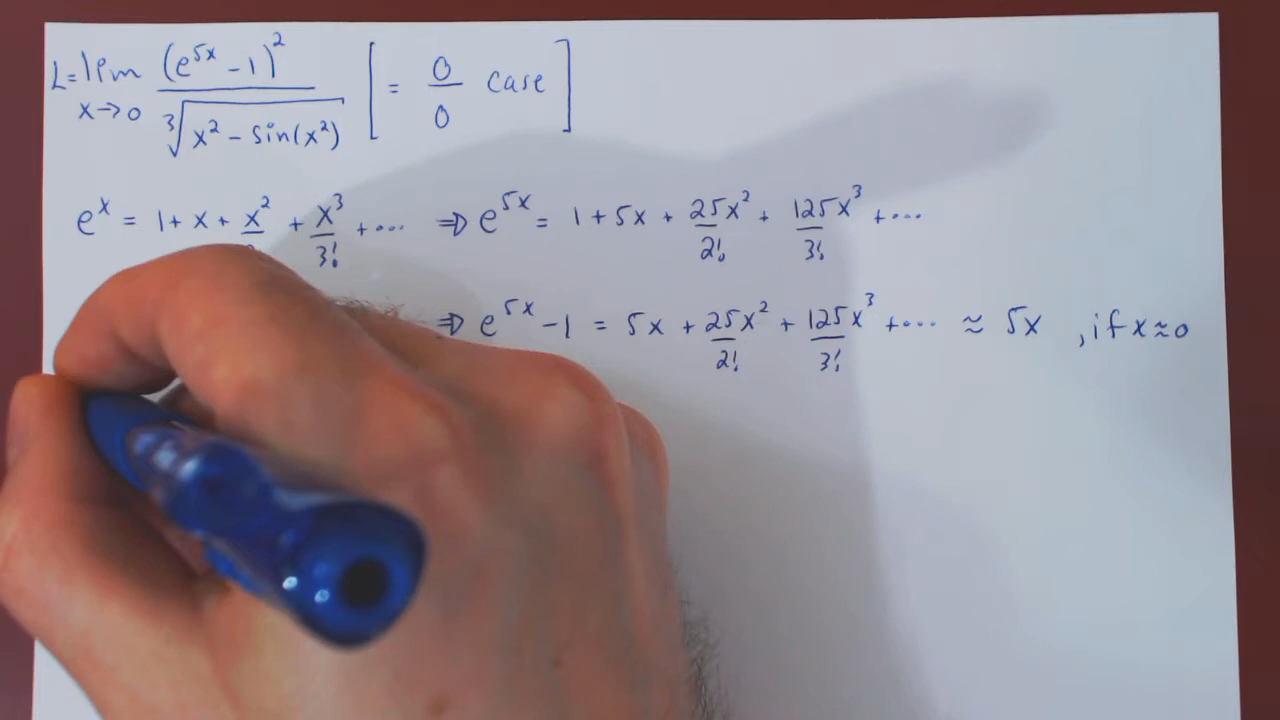 L = lim x→0 (e^{5x} - 1)^2 / ∛(x^2 - sin(x^2)) [ = 0/0 case ]
e^x = 1 + x + x^2/ + x^3/3! + ... ⇒ e^{5x} = 1 + 5x + 25x^2/2! + 125x^3/3! + ...
⇒ e^{5x} - 1 = 5x + 25x^2/2! + 125x^3/3! + ... ≈ 5x , if x ≈ 0